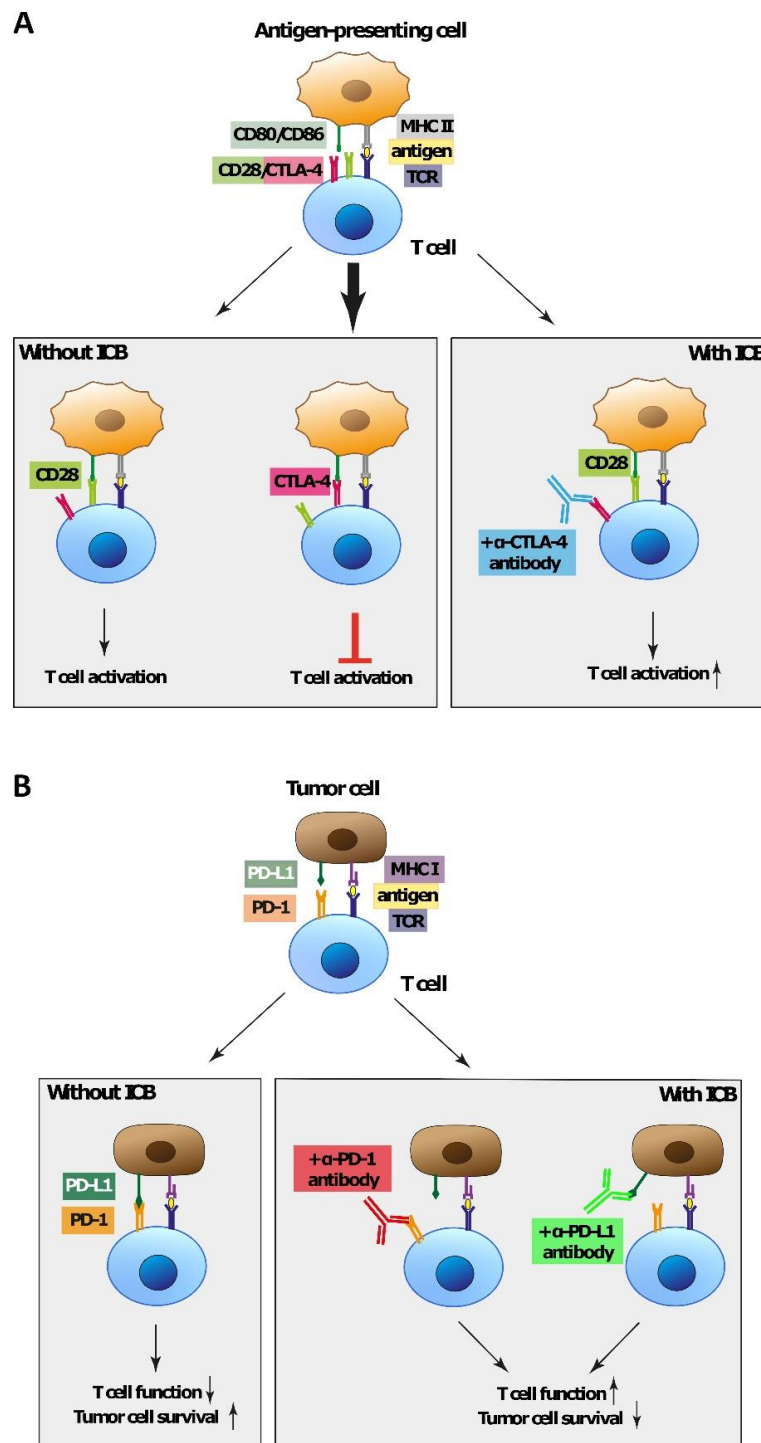 A
Antigen-presenting cell
CD80/CD86
MHC II
antigen
CD28/CTLA-4
TCR
T cell
Without ICB
With ICB
CD28
CTLA-4
CD28
+α-CTLA-4
antibody
T cell activation
T cell activation
T cell activation↑
B
Tumor cell
PD-L1
MHC I
antigen
PD-1
TCR
T cell
Without ICB
With ICB
+α-PD-1
antibody
PD-L1
PD-1
+α-PD-L1
antibody
T cell function↓
Tumor cell survival ↑
T cell function↑
Tumor cell survival ↓